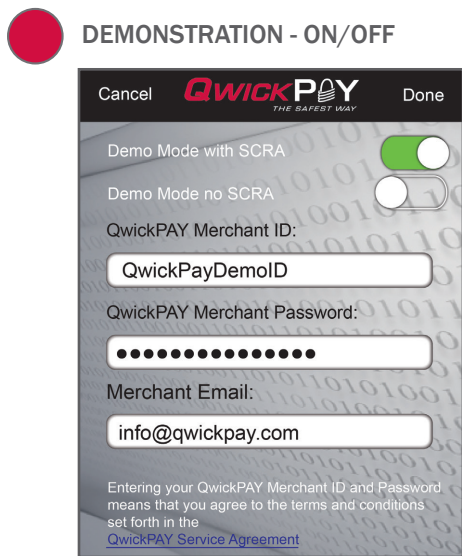 DEMONSTRATION - ON/OFF
Cancel QWICKPAY Done
THE SAFEST WAY
Demo Mode with SCRA
Demo Mode no SCRA
QwickPAY Merchant ID:
QwickPayDemoID
QwickPAY Merchant Password:
●●●●●●●●●●●●●●●
Merchant Email:
info@qwickpay.com
Entering your QwickPAY Merchant ID and Password
means that you agree to the terms and conditions
set forth in the
QwickPAY Service Agreement